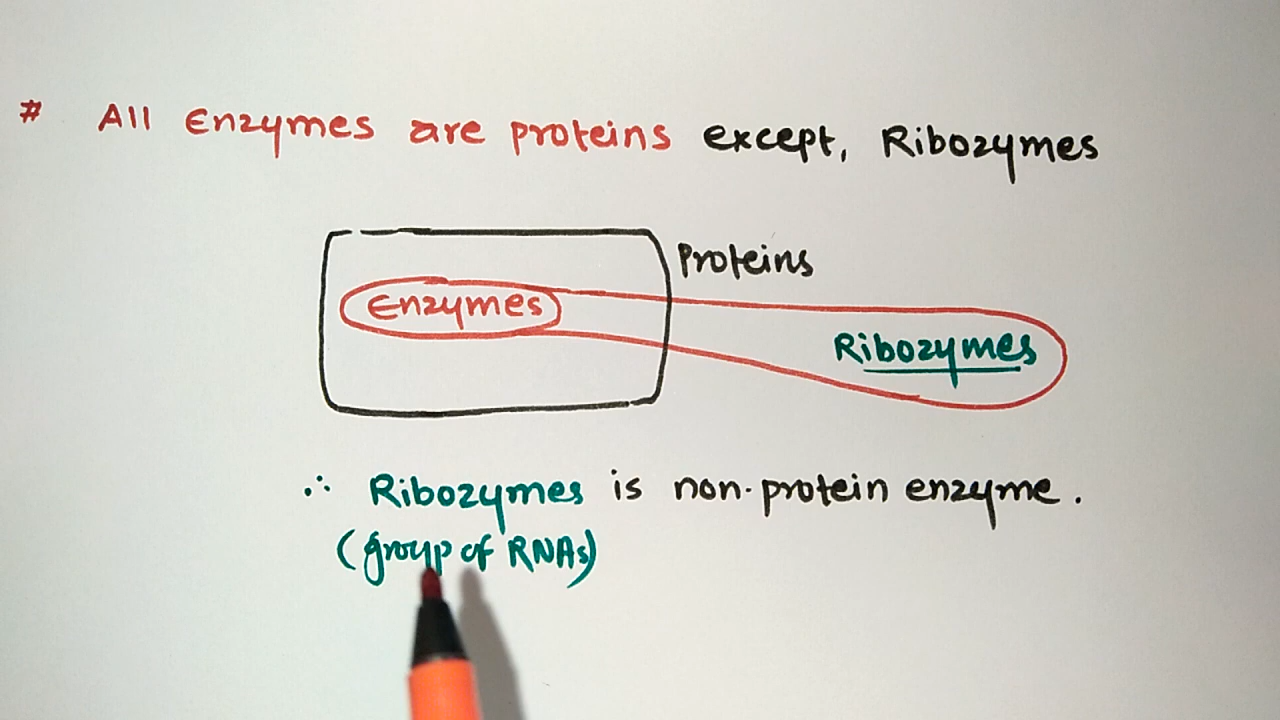 # All Enzymes are proteins except, Ribozymes
Proteins
Enzymes
Ribozymes
∴ Ribozymes is non-protein enzyme.
(group of RNAs)